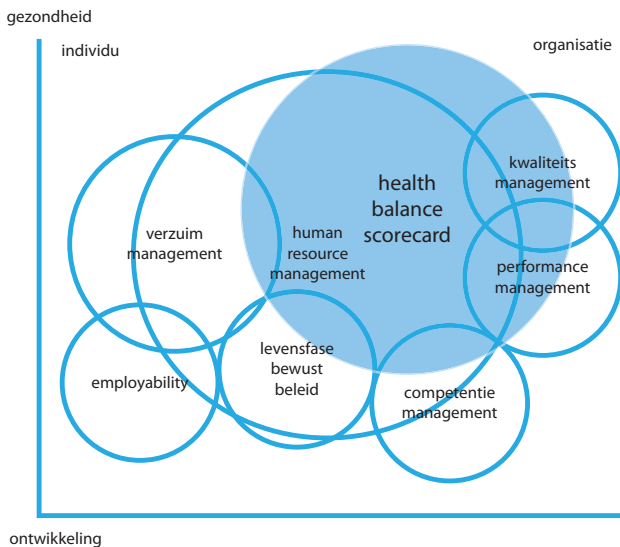 gezondheid
individu
organisatie
kwaliteits
management
health
balance
scorecard
verzuim
management
human
resource
management
performance
management
levensfase
bewust
beleid
employability
competentie
management
ontwikkeling